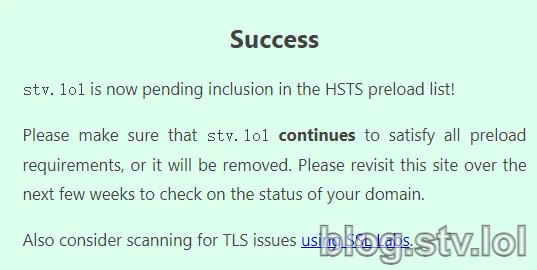 Success
stv.lol is now pending inclusion in the HSTS preload list!
Please make sure that stv.lol continues to satisfy all preload
requirements, or it will be removed. Please revisit this site over the
next few weeks to check on the status of your domain.
Also consider scanning for TLS issues using SSL Labs.
blog.stv.lol